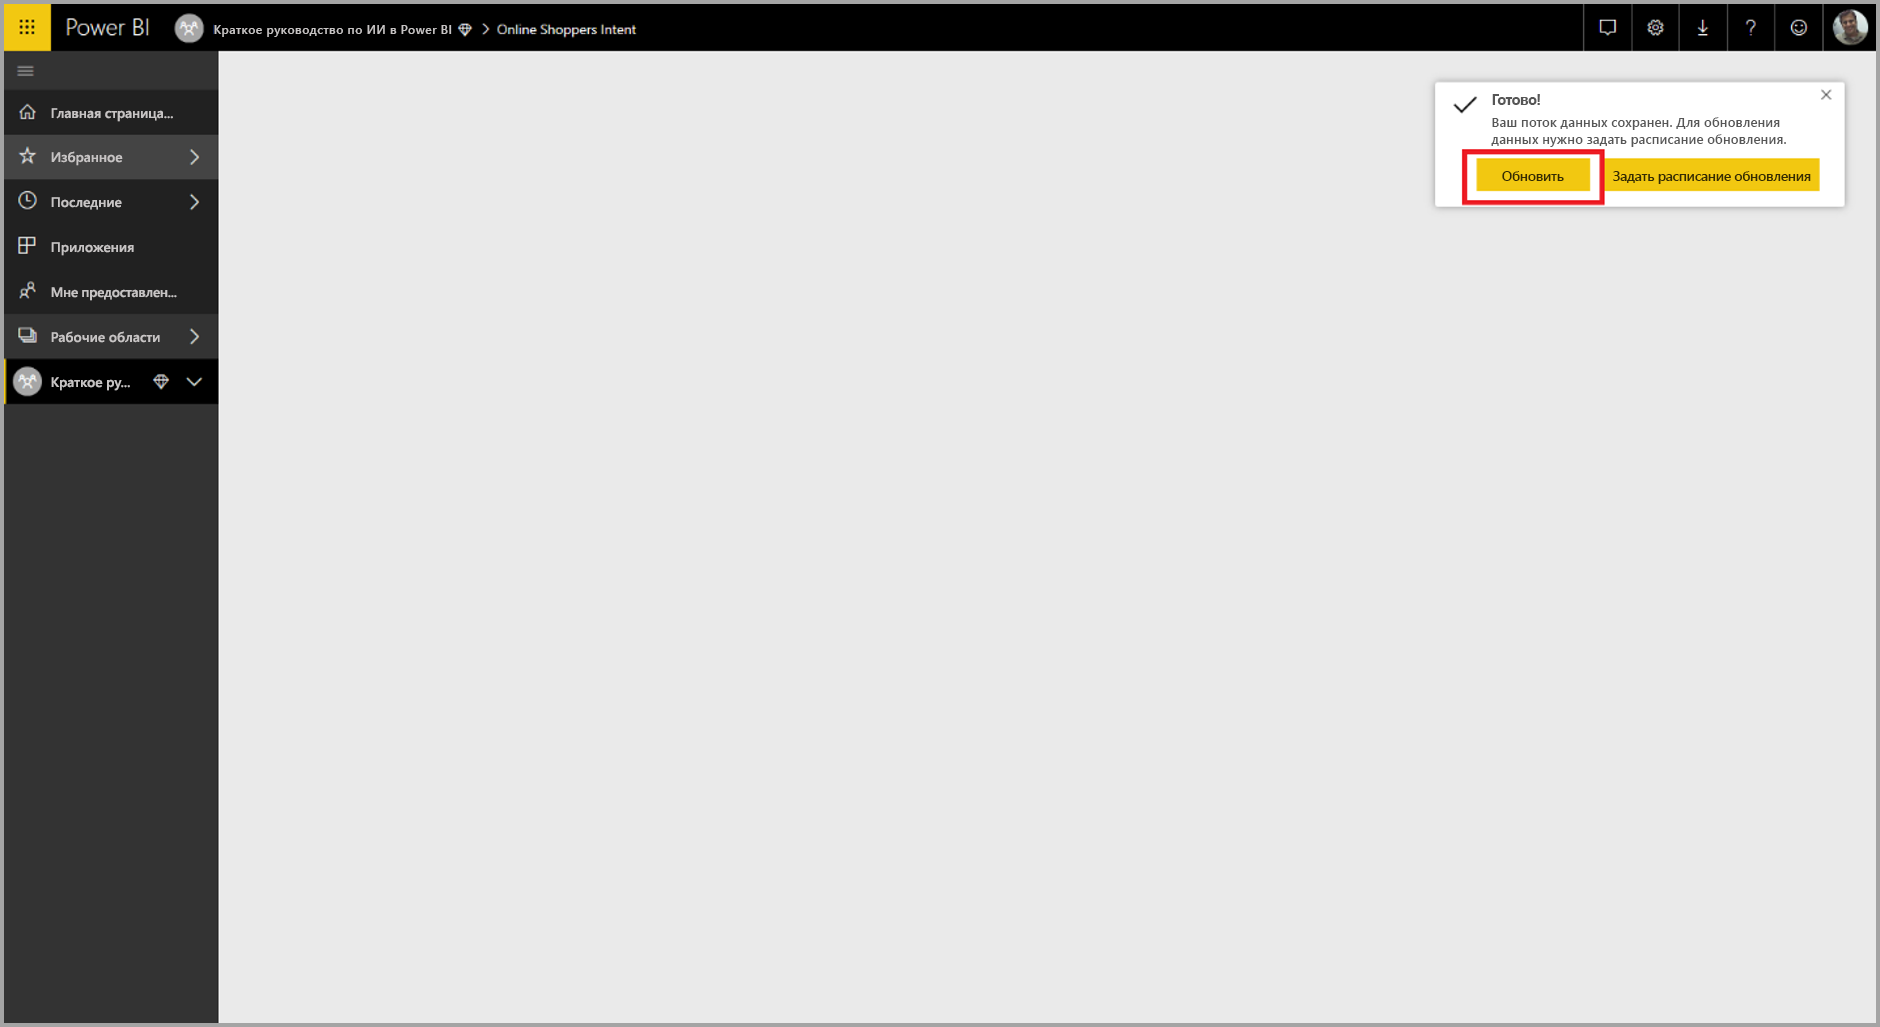 Power BI
Краткое руководство по ИИ в Power BI
Online Shoppers Intent
Главная страница...
Избранное
Последние
Приложения
Мне предоставлен...
Рабочие области
Краткое ру...
Готово!
Ваш поток данных сохранен. Для обновления
данных нужно задать расписание обновления.
Обновить
Задать расписание обновления